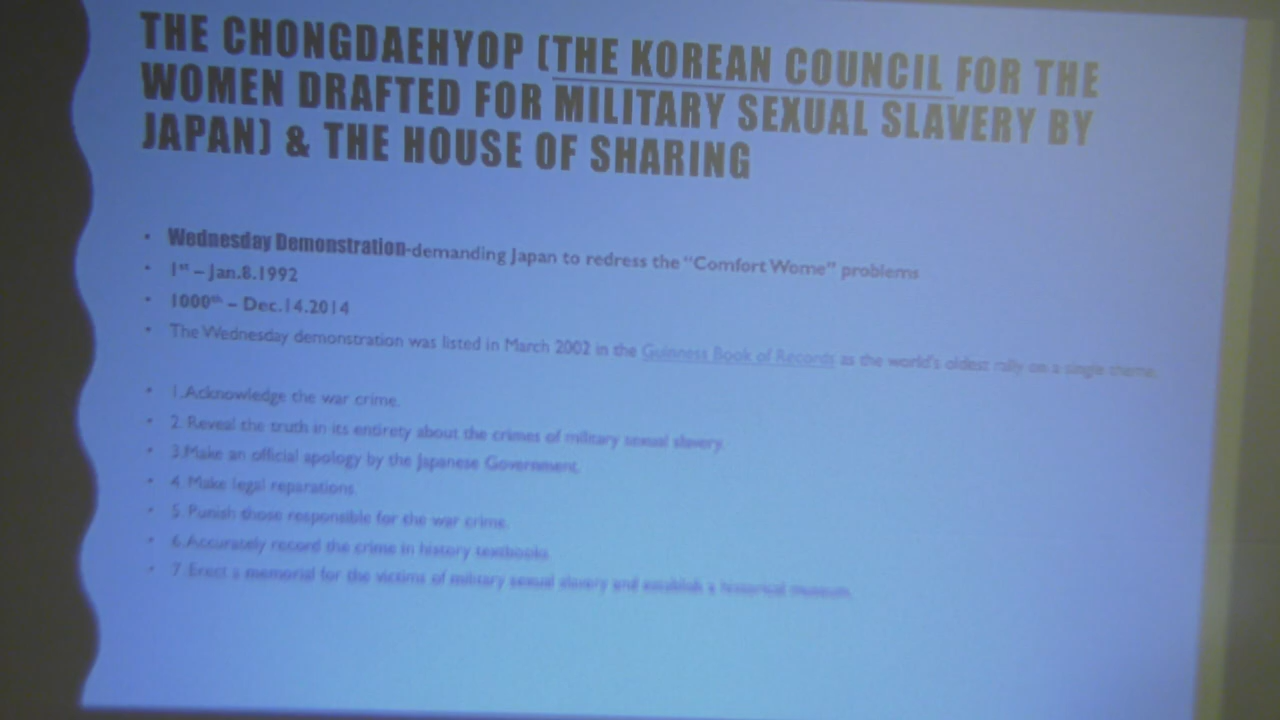 THE CHONGDAEHYOP (THE KOREAN COUNCIL FOR THE
WOMEN DRAFTED FOR MILITARY SEXUAL SLAVERY BY
JAPAN) & THE HOUSE OF SHARING
• Wednesday Demonstration-demanding Japan to redress the “Comfort Wome” problems
• 1st – Jan.8.1992
• 1000th – Dec.14.2014
• The Wednesday demonstration was listed in March 2002 in the Guinness Book of Records as the world's oldest rally on a single theme.
• 1.Acknowledge the war crime.
• 2. Reveal the truth in its entirety about the crimes of military sexual slavery.
• 3.Make an official apology by the Japanese Government.
• 4. Make legal reparations.
• 5. Punish those responsible for the war crime.
• 6.Accurately record the crime in history textbooks.
• 7. Erect a memorial for the victims of military sexual slavery and establish a historical museum.